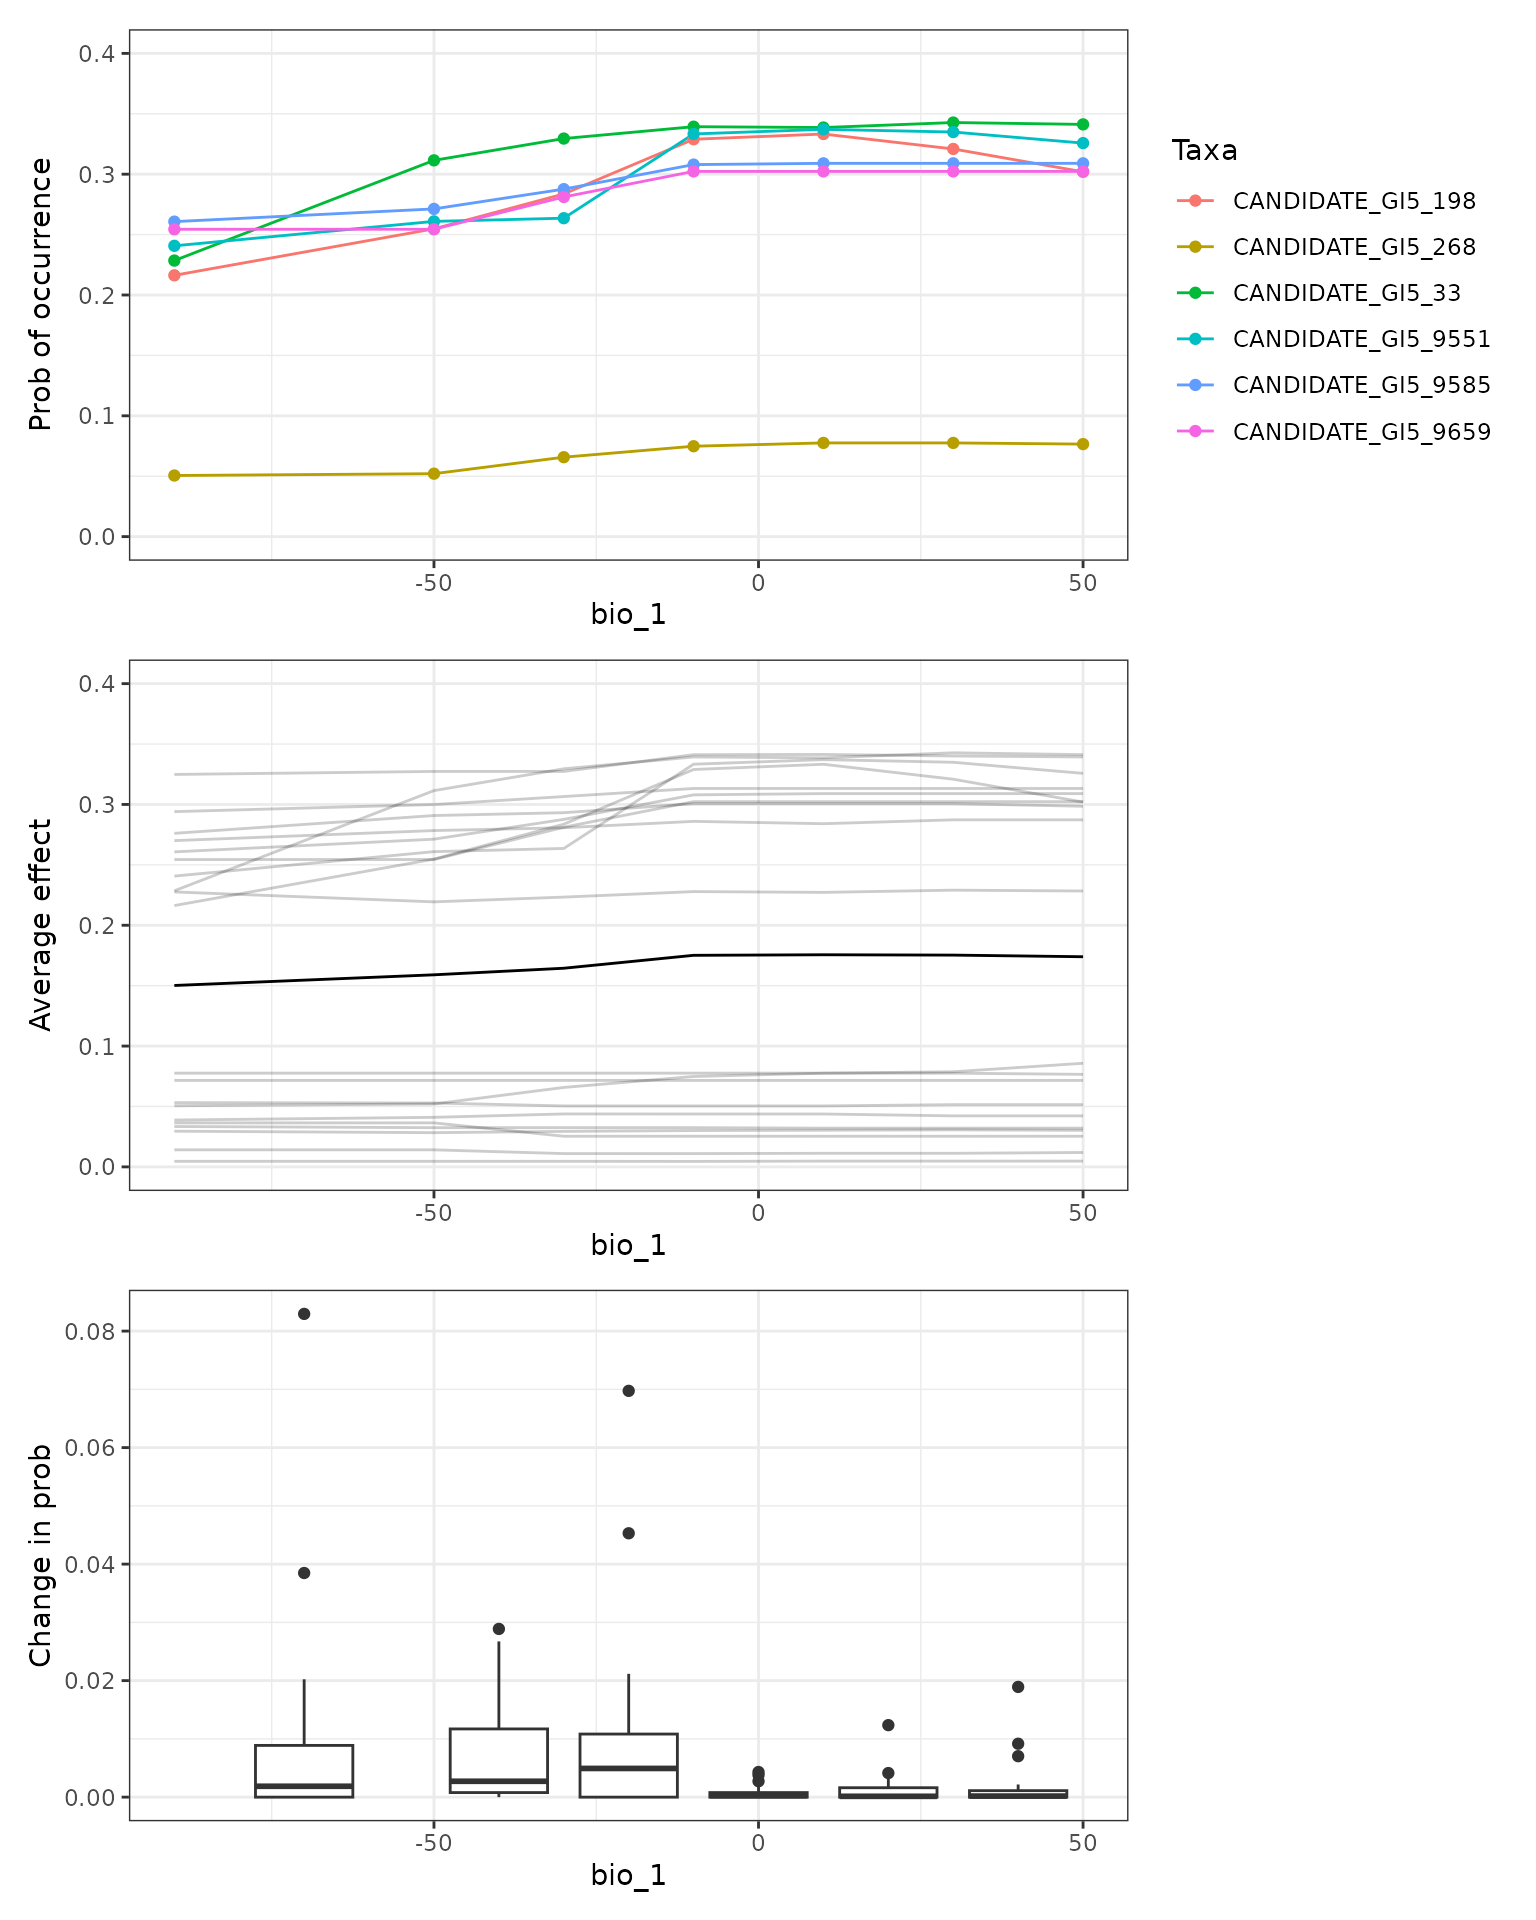 0.4
0.3
0.2
0.1
0.0
Prob of occurrence
-50
0
50
bio_1
Taxa
CANDIDATE_GI5_198
CANDIDATE_GI5_268
CANDIDATE_GI5_33
CANDIDATE_GI5_9551
CANDIDATE_GI5_9585
CANDIDATE_GI5_9659
0.4
0.3
0.2
0.1
0.0
Average effect
-50
0
50
bio_1
0.08
0.06
0.04
0.02
0.00
Change in prob
-50
0
50
bio_1